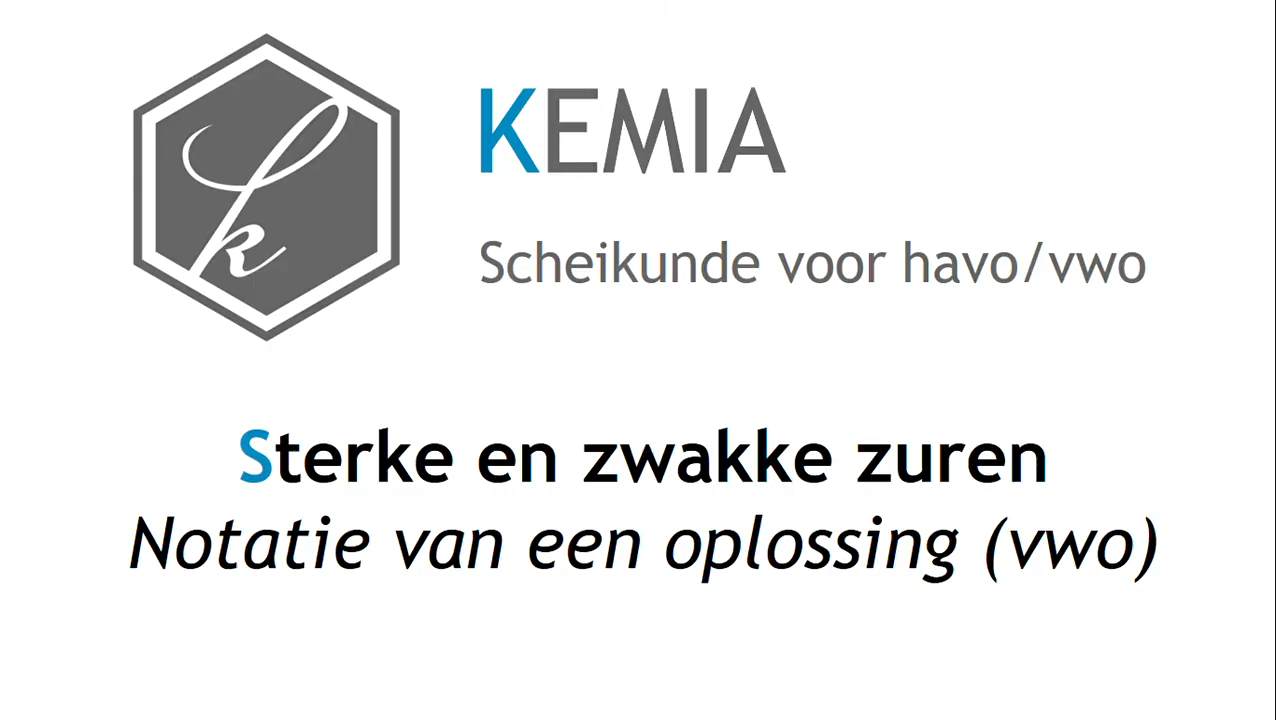 k
KEMIA
Scheikunde voor havo/vwo
Sterke en zwakke zuren
Notatie van een oplossing (vwo)